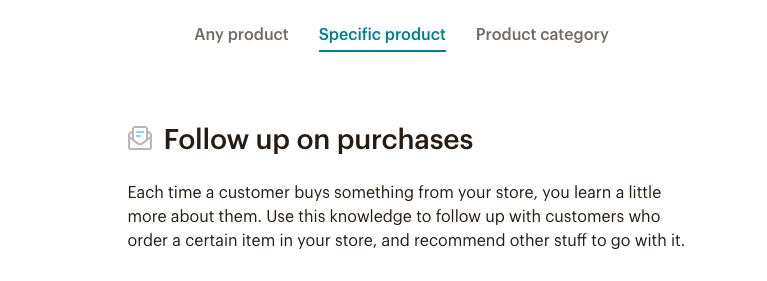 Any product Specific product Product category
Follow up on purchases
Each time a customer buys something from your store, you learn a little
more about them. Use this knowledge to follow up with customers who
order a certain item in your store, and recommend other stuff to go with it.